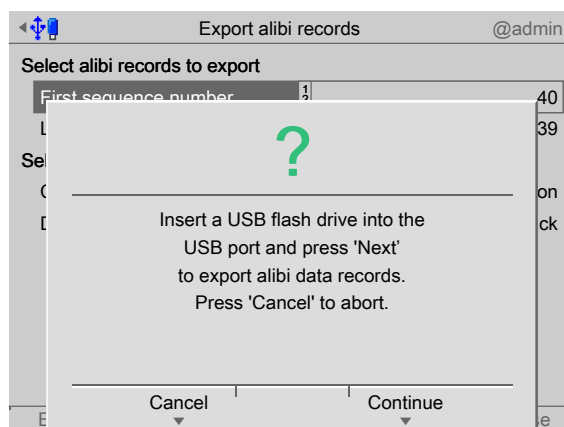 Export alibi records @admin
Select alibi records to export
First sequence number 40
39
Insert a USB flash drive into the
USB port and press 'Next’
to export alibi data records.
Press 'Cancel' to abort.
Cancel Continue